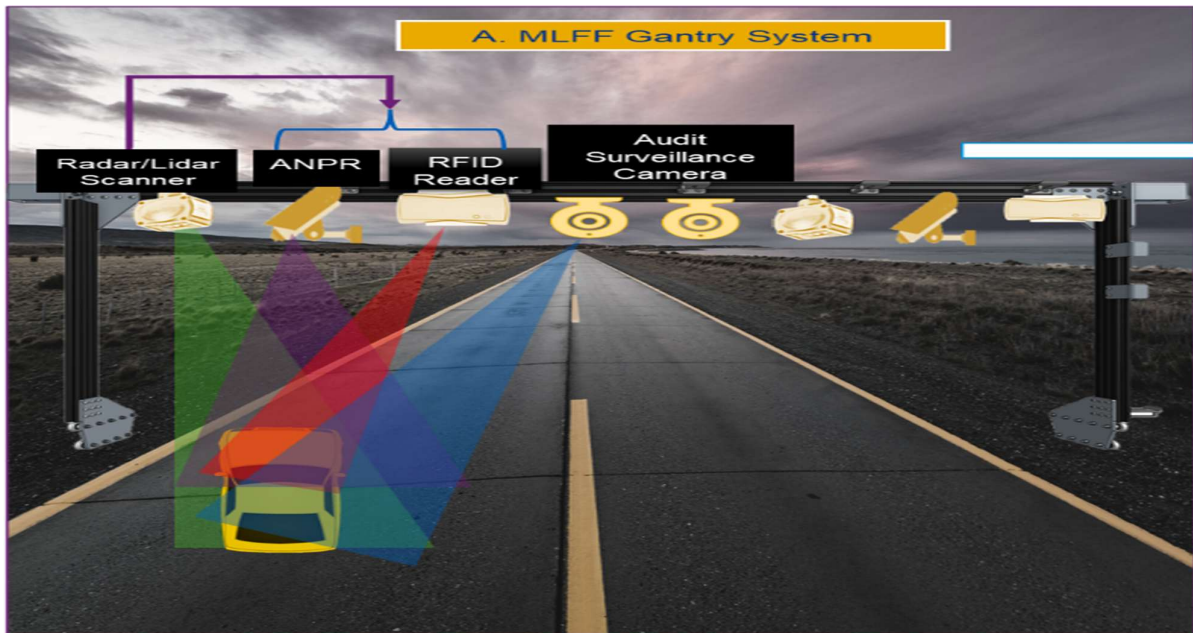 A. MLFF Gantry System
Radar/Lidar
Scanner
ANPR
RFID
Reader
Audit
Surveillance
Camera